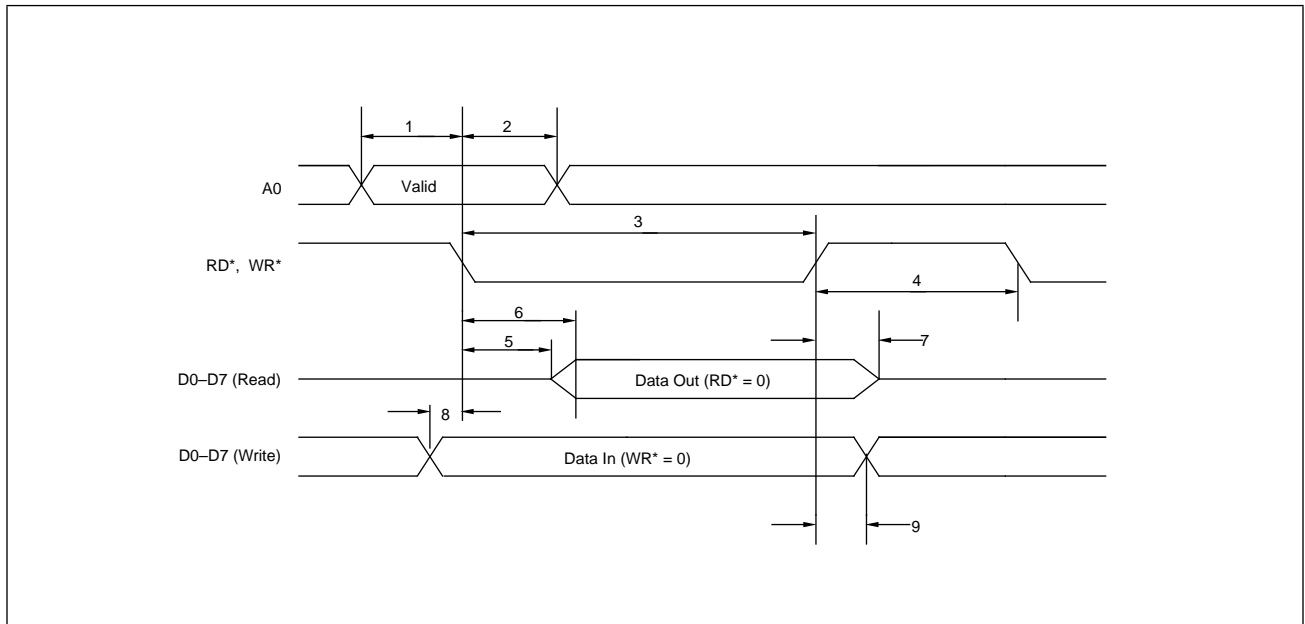 1 2
A0 Valid
3
RD*, WR*
4
6
5 7
D0–D7 (Read) Data Out (RD* = 0)
8
D0–D7 (Write) Data In (WR* = 0)
9